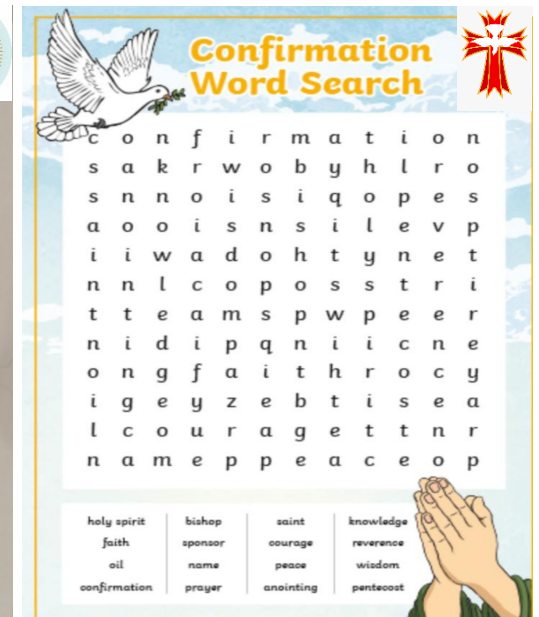 Confirmation
Word Search
c o n f i r m a t i o n
s a k r w o b y h l r o
s n n o i s i q o p e s
a o o i s n s i l e v p
i i w a d o h t y n e t
n n l c o p o s s t r i
t t e a m s p w p e e r
n i d i p q n i i c n e
o n g f a i t h r o c y
i g e y z e b t i s e a
l c o u r a g e t t n r
n a m e p p e a c e o p
holy spirit bishop saint knowledge
faith sponsor courage reverence
oil name peace wisdom
confirmation prayer anointing pentecost